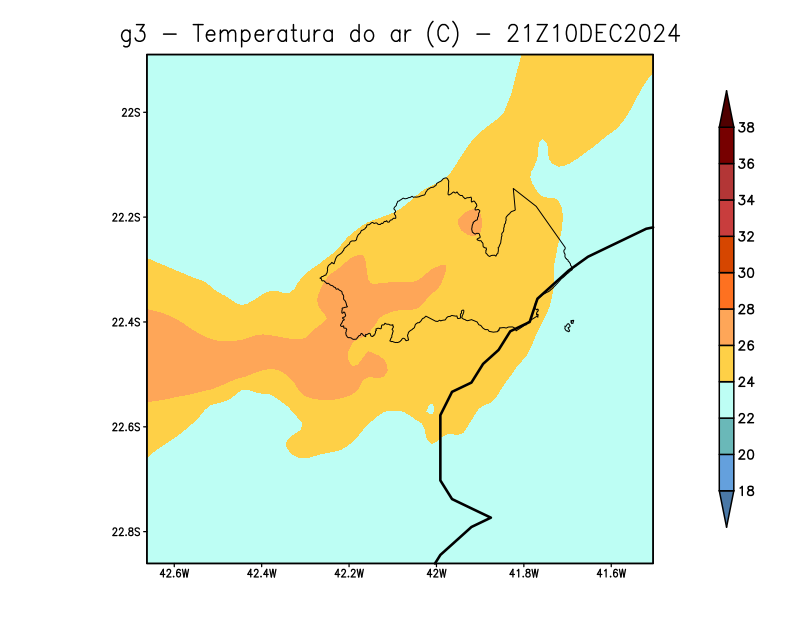 g3 - Temperatura do ar (C) - 21Z10DEC2024
22S
22.2S
22.4S
22.6S
22.8S
42.6W
42.4W
42.2W
42W
41.8W
41.6W
38
36
34
32
30
28
26
24
22
20
18